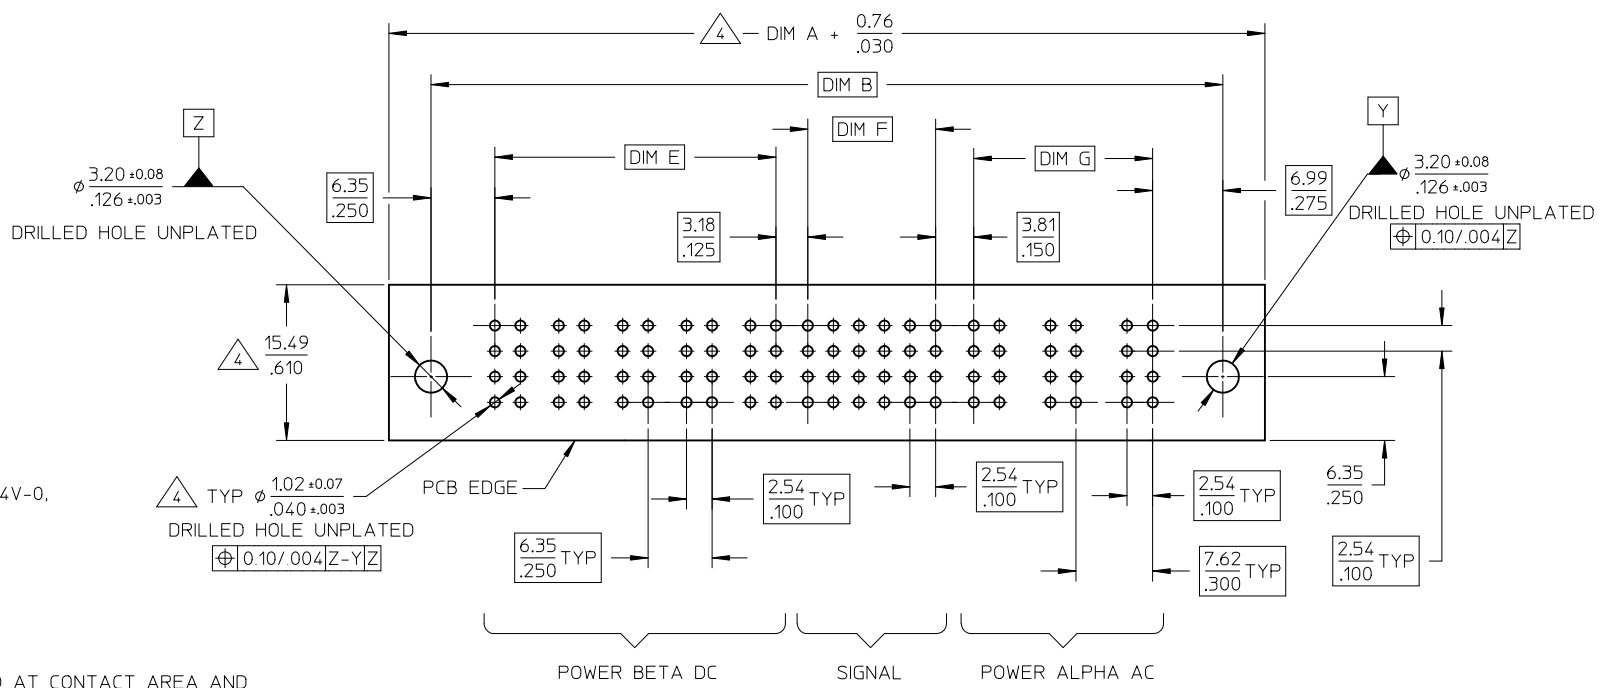 4 DIM A + 0.76
.030
DIM B
DIM F
DIM E
DIM G
Z
Y
Ø 3.20 ±0.08
.126 ±.003
DRILLED HOLE UNPLATED
6.35
.250
3.18
.125
3.81
.150
6.99
.275
Ø 3.20 ±0.08
.126 ±.003
DRILLED HOLE UNPLATED
⌖ 0.10/.004 Z
4 15.49
.610
4V-0,
4 TYP Ø 1.02 ±0.07
.040 ±.003
DRILLED HOLE UNPLATED
⌖ 0.10/.004 Z-Y Z
PCB EDGE
2.54 TYP
.100
2.54 TYP
.100
2.54 TYP
.100
6.35
.250
6.35 TYP
.250
7.62 TYP
.300
2.54 TYP
.100
POWER BETA DC
SIGNAL
POWER ALPHA AC
AT CONTACT AREA AND